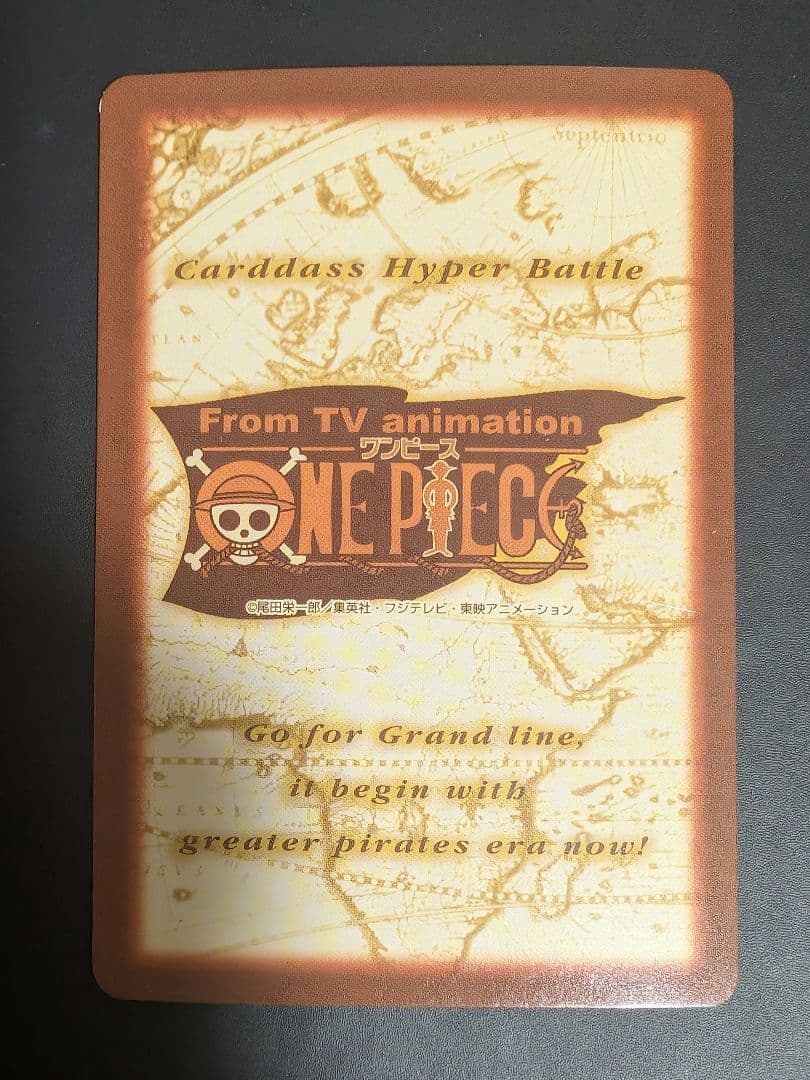 Septentrio
Carddass Hyper Battle
From TV animation
ワンピース
ONE PIECE
©尾田栄一郎/集英社・フジテレビ・東映アニメーション
Go for Grand line,
it begin with
greater pirates era now!